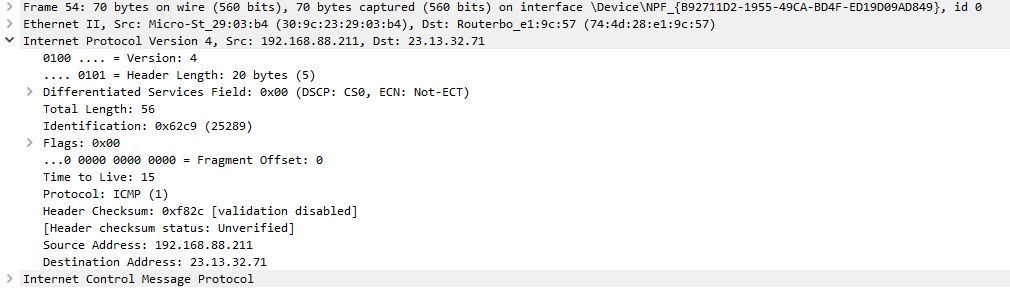 Frame 54: 70 bytes on wire (560 bits), 70 bytes captured (560 bits) on interface \Device\NPF_{B92711D2-1955-49CA-BD4F-ED19D09AD849}, id 0
Ethernet II, Src: Micro-St_29:03:b4 (30:9c:23:29:03:b4), Dst: Routerbo_e1:9c:57 (74:4d:28:e1:9c:57)
Internet Protocol Version 4, Src: 192.168.88.211, Dst: 23.13.32.71
0100 .... = Version: 4
.... 0101 = Header Length: 20 bytes (5)
Differentiated Services Field: 0x00 (DSCP: CS0, ECN: Not-ECT)
Total Length: 56
Identification: 0x62c9 (25289)
Flags: 0x00
...0 0000 0000 0000 = Fragment Offset: 0
Time to Live: 15
Protocol: ICMP (1)
Header Checksum: 0xf82c [validation disabled]
[Header checksum status: Unverified]
Source Address: 192.168.88.211
Destination Address: 23.13.32.71
Internet Control Message Protocol